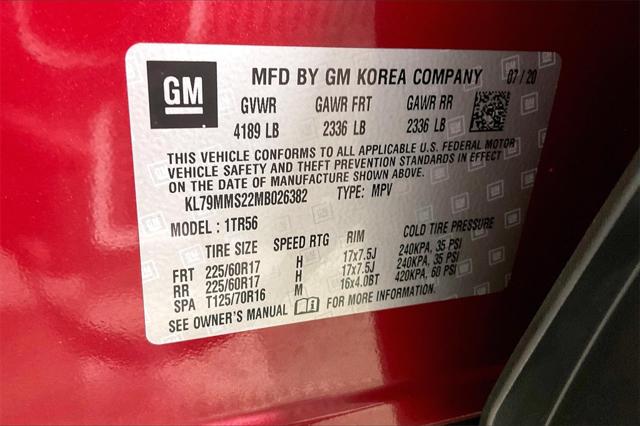 GM
MFD BY GM KOREA COMPANY 07/20
GVWR GAWR FRT GAWR RR
4189 LB 2336 LB 2336 LB
THIS VEHICLE CONFORMS TO ALL APPLICABLE U.S. FEDERAL MOTOR
VEHICLE SAFETY AND THEFT PREVENTION STANDARDS IN EFFECT
ON THE DATE OF MANUFACTURE SHOWN ABOVE.
KL79MMS22MB026382 TYPE: MPV
MODEL: 1TR56
TIRE SIZE SPEED RTG RIM COLD TIRE PRESSURE
FRT 225/60R17 H 17x7.5J 240KPA, 35 PSI
RR 225/60R17 H 17x7.5J 240KPA, 35 PSI
SPA T125/70R16 M 16x4.0BT 420KPA, 60 PSI
SEE OWNER'S MANUAL FOR MORE INFORMATION.